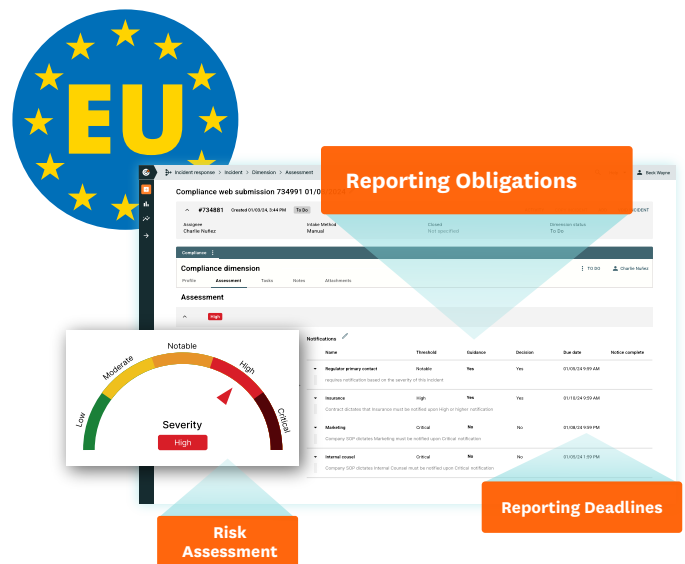 EU
Incident response > Incident > Dimension > Assessment
Beck Wayne
Reporting Obligations
Compliance web submission 734991 01/0
#734881 Created 01/03/24, 3:44 PM To Do
CIDENT
Assignee Intake Method Closed Dimension status
Charlie Nuñez Manual Not specified To Do
Compliance
Compliance dimension
TO DO Charlie Nuñez
Profile Assessment Tasks Notes Attachments
Assessment
High
Notifications
Name Threshold Guidance Decision Due date Notice complete
Regulator primary contact Notable Yes Yes 01/05/24 9:59 AM
requires notification based on the severity of this incident
Insurance High Yes Yes 01/10/24 9:59 AM
Contract dictates that Insurance must be notified upon High or higher notification
Marketing Critical No No 01/08/24 9:59 PM
Company SOP dictates Marketing must be notified upon Critical notification
Internal cousel Critical No No 01/05/24 1:59 PM
Company SOP dictates Internal Counsel must be notified upon Critical notification
Low
Moderate
Notable
High
Critical
Severity
High
Reporting Deadlines
Risk
Assessment